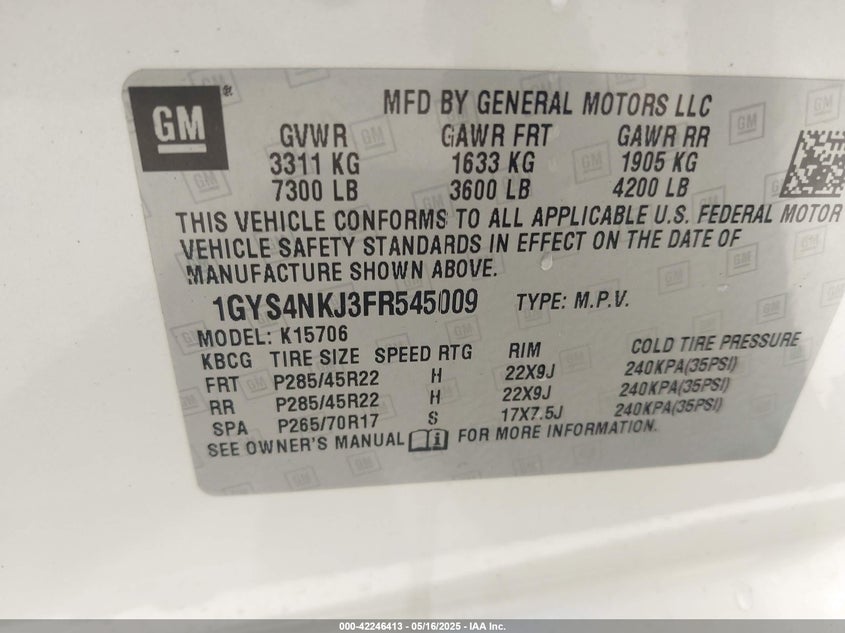 GM
MFD BY GENERAL MOTORS LLC
GVWR GAWR FRT GAWR RR
3311 KG 1633 KG 1905 KG
7300 LB 3600 LB 4200 LB
THIS VEHICLE CONFORMS TO ALL APPLICABLE U.S. FEDERAL MOTOR
VEHICLE SAFETY STANDARDS IN EFFECT ON THE DATE OF
MANUFACTURE SHOWN ABOVE.
1GYS4NKJ3FR545009 TYPE: M.P.V.
MODEL: K15706
KBCG TIRE SIZE SPEED RTG RIM COLD TIRE PRESSURE
FRT P285/45R22 H 22X9J 240KPA(35PSI)
RR P285/45R22 H 22X9J 240KPA(35PSI)
SPA P265/70R17 S 17X7.5J 240KPA(35PSI)
SEE OWNER'S MANUAL FOR MORE INFORMATION.
000-42246413 - 05/16/2025 - IAA Inc.